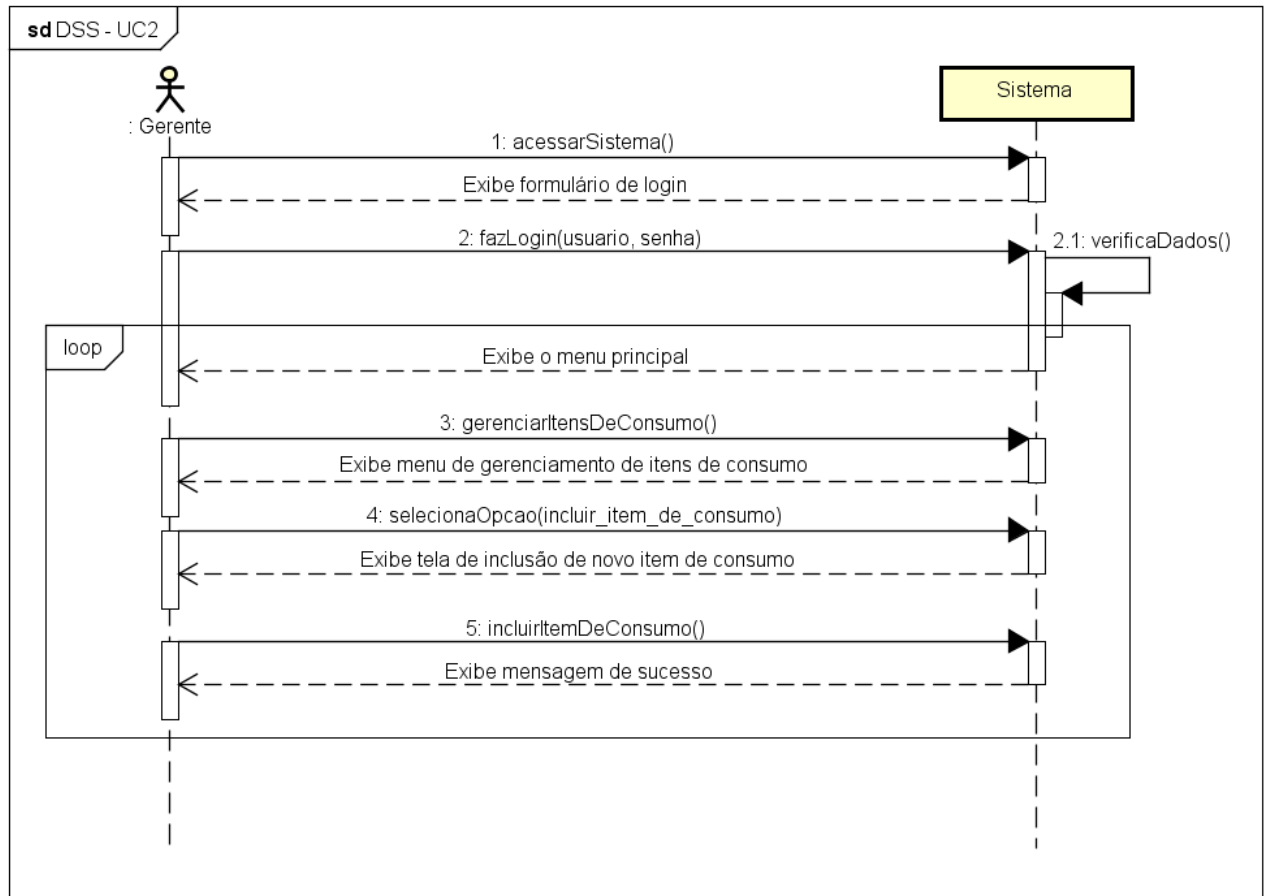 sd DSS - UC2
: Gerente
Sistema
1: acessarSistema()
Exibe formulário de login
2: fazLogin(usuario, senha)
2.1: verificaDados()
loop
Exibe o menu principal
3: gerenciarItensDeConsumo()
Exibe menu de gerenciamento de itens de consumo
4: selecionaOpcao(incluir_item_de_consumo)
Exibe tela de inclusão de novo item de consumo
5: incluirItemDeConsumo()
Exibe mensagem de sucesso